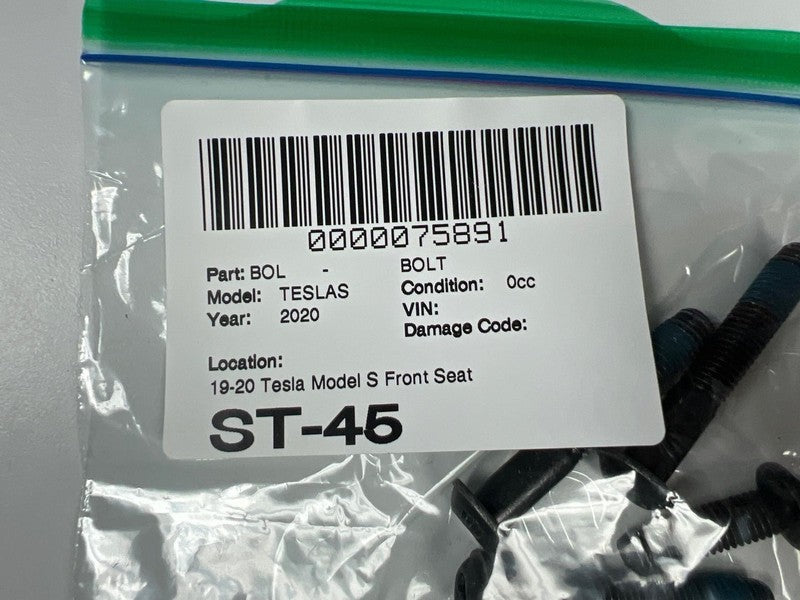 0000075891
Part: BOL - BOLT
Model: TESLAS Condition: 0cc
Year: 2020 VIN:
Damage Code:
Location:
19-20 Tesla Model S Front Seat
ST-45